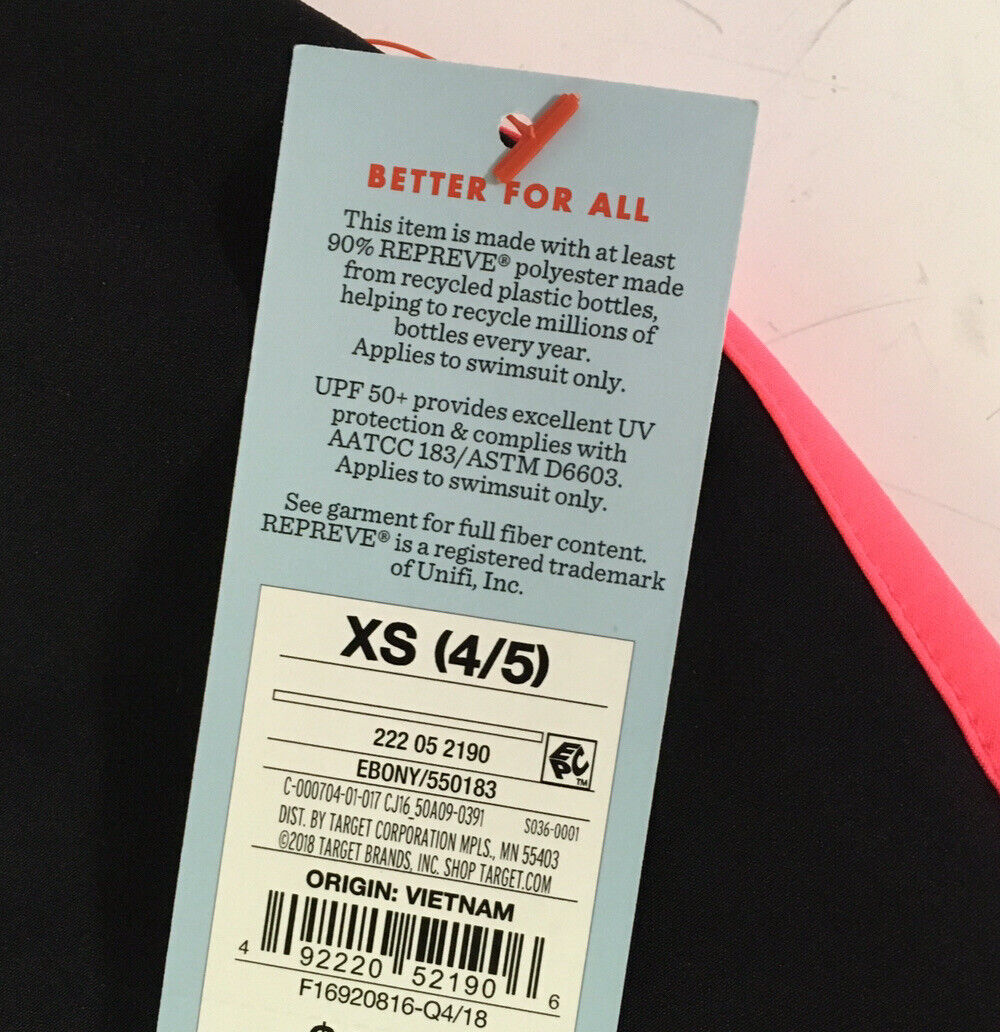 BETTER FOR ALL
This item is made with at least
90% REPREVE® polyester made
from recycled plastic bottles,
helping to recycle millions of
bottles every year.
Applies to swimsuit only.
UPF 50+ provides excellent UV
protection & complies with
AATCC 183/ASTM D6603.
Applies to swimsuit only.
See garment for full fiber content.
REPREVE® is a registered trademark
of Unifi, Inc.
XS (4/5)
222 05 2190
EPC TM
EBONY/550183
C-000704-01-017 CJ16_50A09-0391 S036-0001
DIST. BY TARGET CORPORATION MPLS., MN 55403
©2018 TARGET BRANDS, INC. SHOP TARGET.COM
ORIGIN: VIETNAM
4 92220 52190 6
F16920816-Q4/18